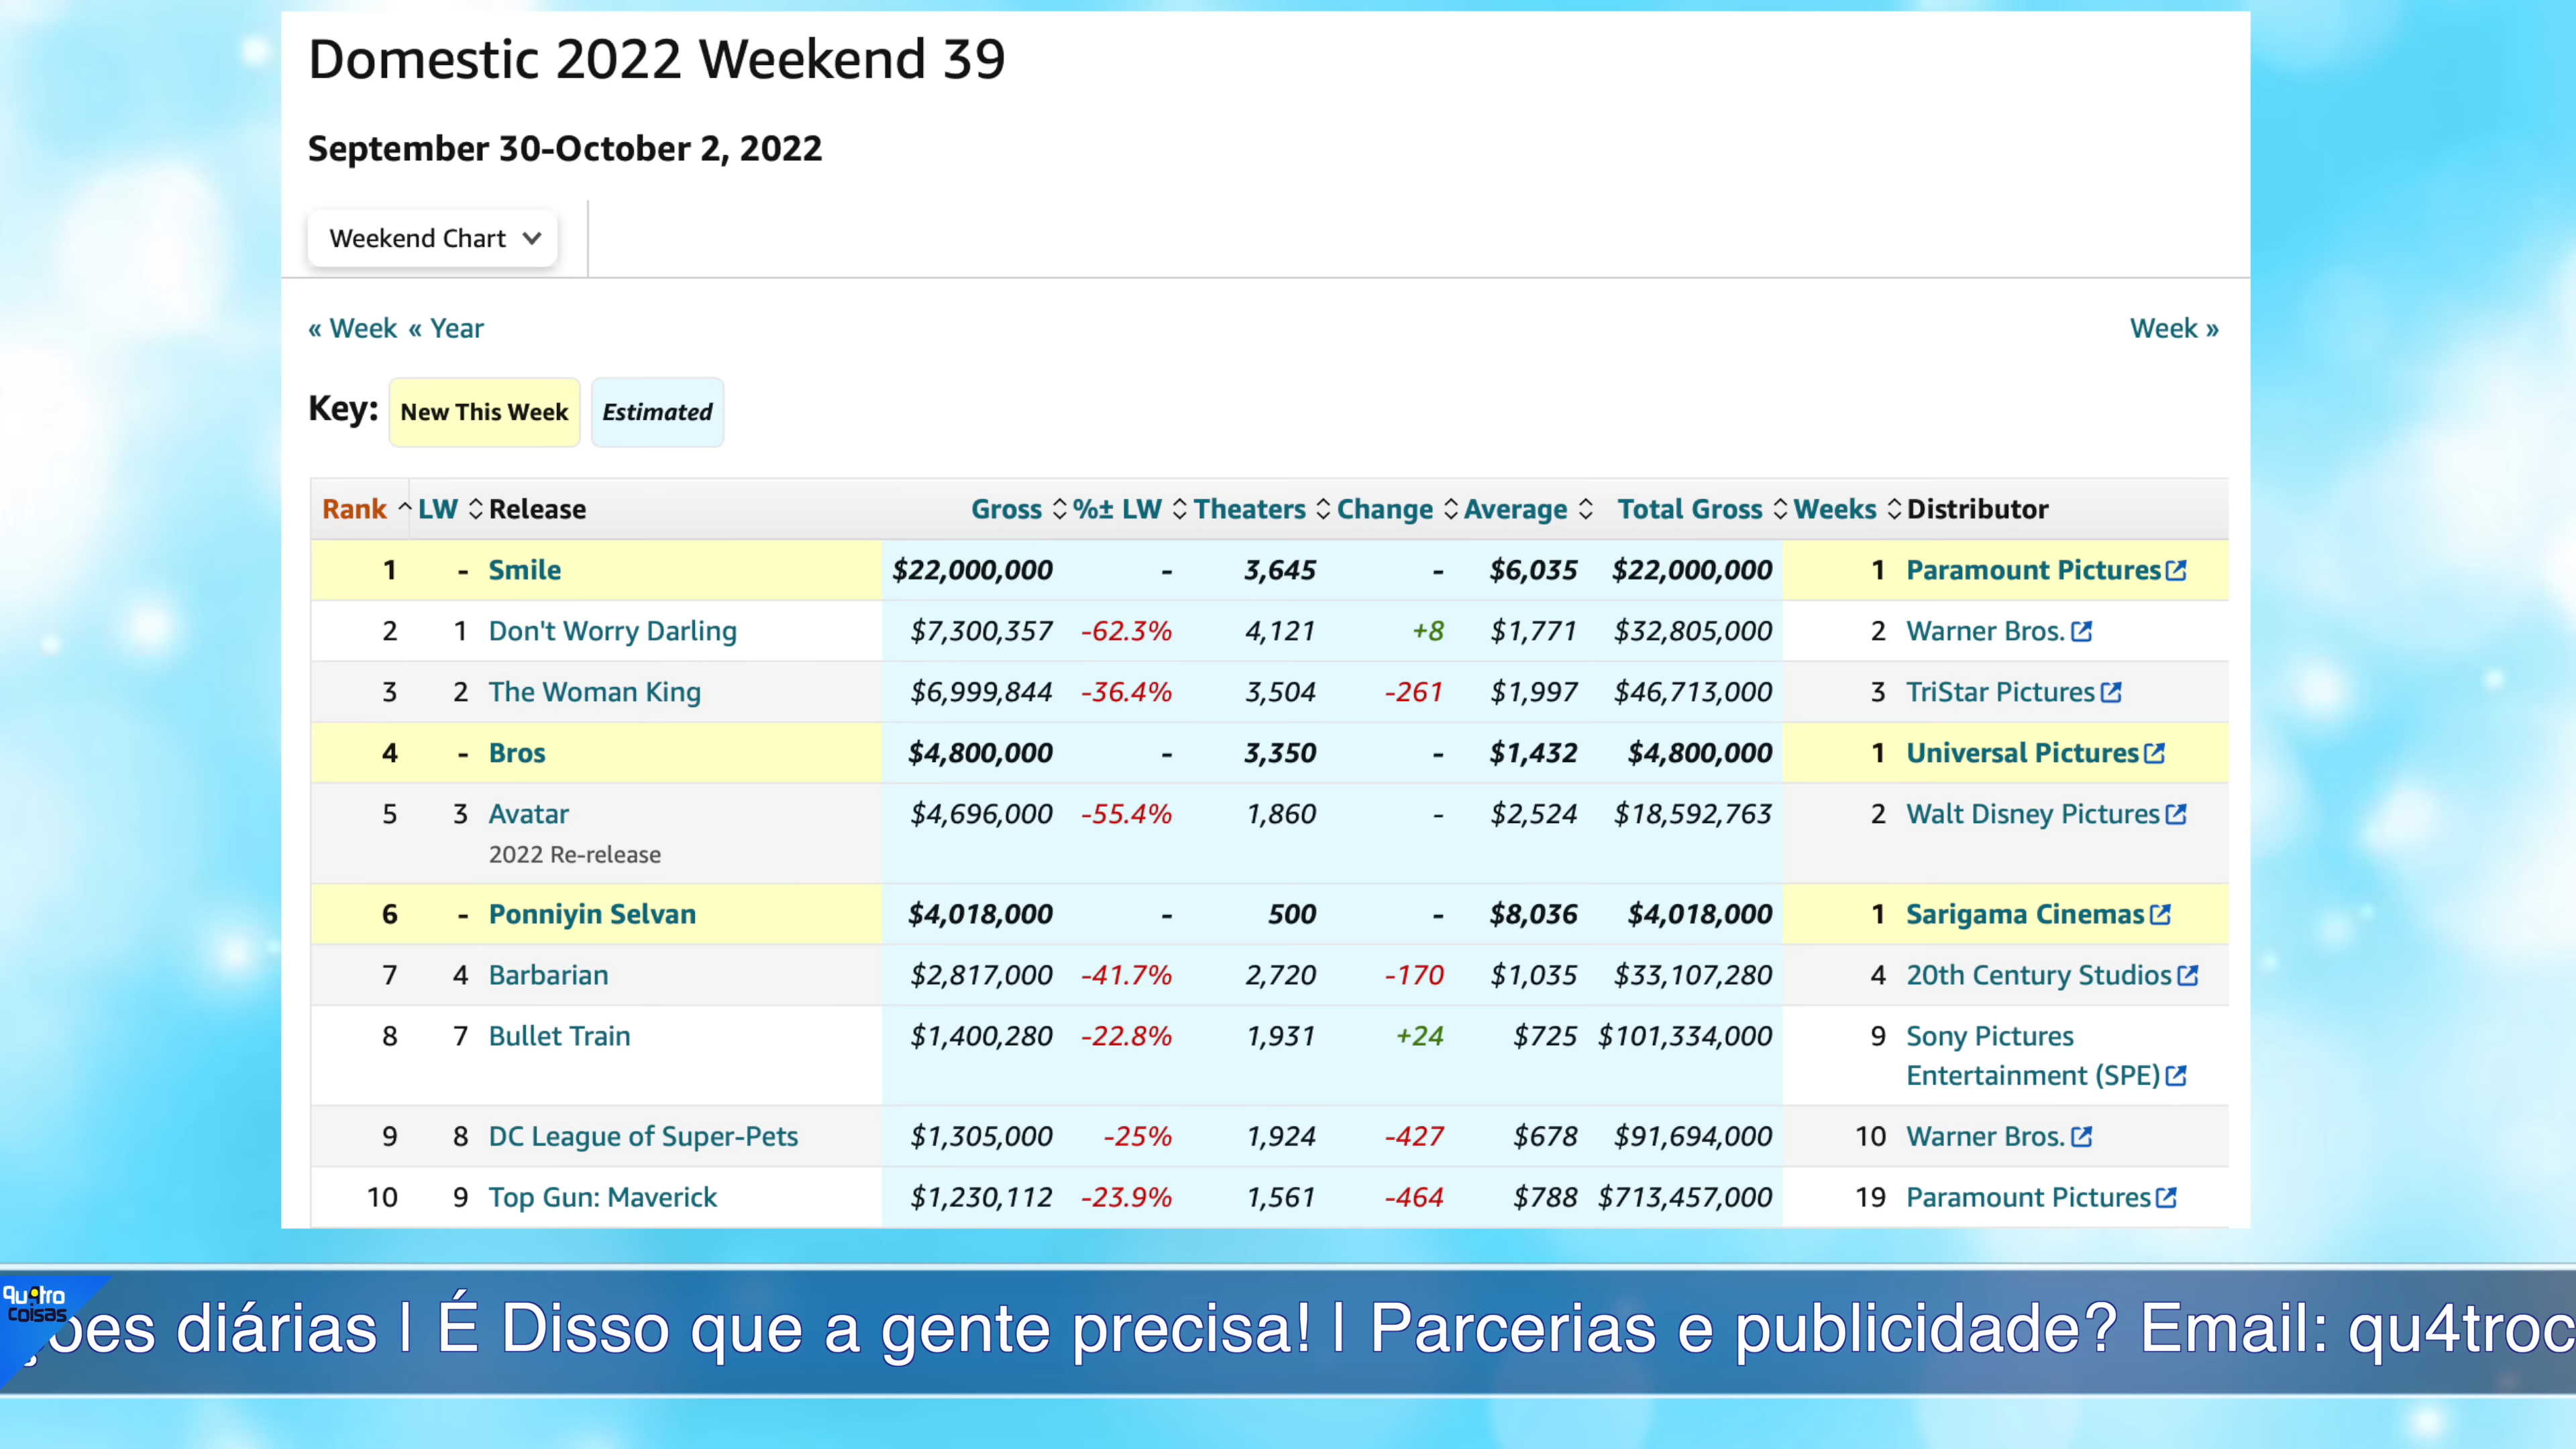 Domestic 2022 Weekend 39
September 30-October 2, 2022
Weekend Chart
« Week « Year Week »
Key: New This Week Estimated
Rank LW Release Gross %± LW Theaters Change Average Total Gross Weeks Distributor
1 - Smile $22,000,000 - 3,645 - $6,035 $22,000,000 1 Paramount Pictures
2 1 Don't Worry Darling $7,300,357 -62.3% 4,121 +8 $1,771 $32,805,000 2 Warner Bros.
3 2 The Woman King $6,999,844 -36.4% 3,504 -261 $1,997 $46,713,000 3 TriStar Pictures
4 - Bros $4,800,000 - 3,350 - $1,432 $4,800,000 1 Universal Pictures
5 3 Avatar $4,696,000 -55.4% 1,860 - $2,524 $18,592,763 2 Walt Disney Pictures
2022 Re-release
6 - Ponniyin Selvan $4,018,000 - 500 - $8,036 $4,018,000 1 Sarigama Cinemas
7 4 Barbarian $2,817,000 -41.7% 2,720 -170 $1,035 $33,107,280 4 20th Century Studios
8 7 Bullet Train $1,400,280 -22.8% 1,931 +24 $725 $101,334,000 9 Sony Pictures
Entertainment (SPE)
9 8 DC League of Super-Pets $1,305,000 -25% 1,924 -427 $678 $91,694,000 10 Warner Bros.
10 9 Top Gun: Maverick $1,230,112 -23.9% 1,561 -464 $788 $713,457,000 19 Paramount Pictures
qu4tro
coisas
ções diárias | É Disso que a gente precisa! | Parcerias e publicidade? Email: qu4troc